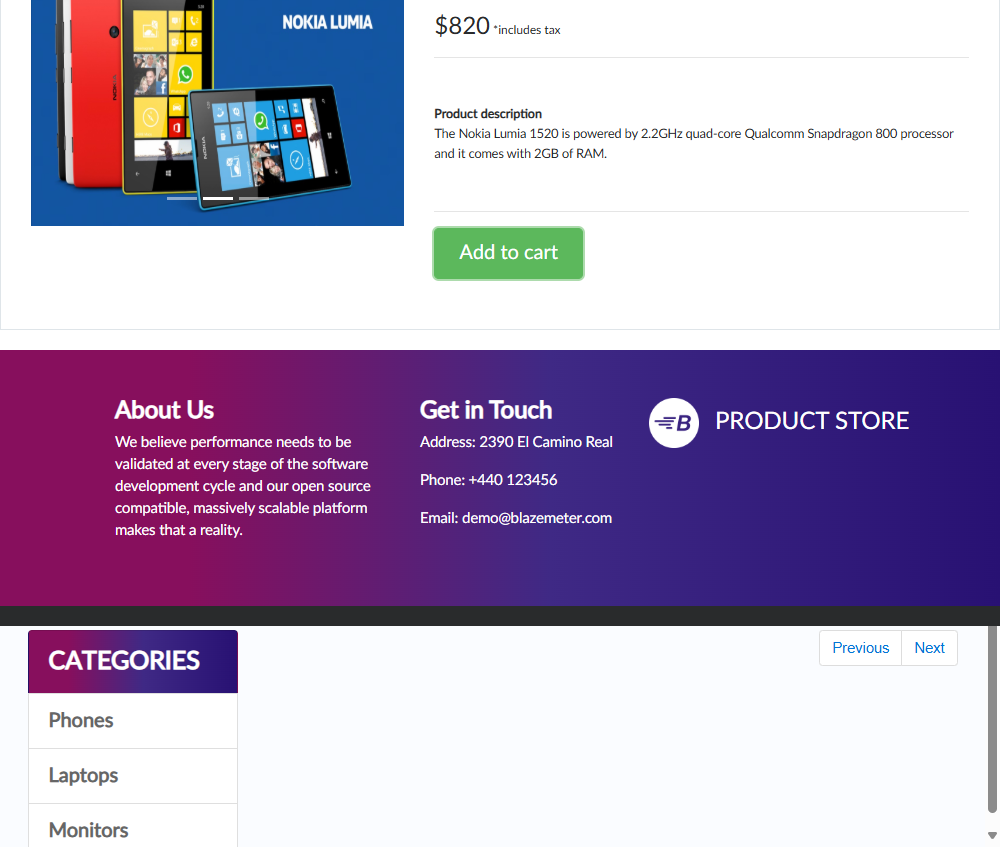 NOKIA LUMIA
$820 *includes tax
Product description
The Nokia Lumia 1520 is powered by 2.2GHz quad-core Qualcomm Snapdragon 800 processor
and it comes with 2GB of RAM.
Add to cart
About Us
We believe performance needs to be
validated at every stage of the software
development cycle and our open source
compatible, massively scalable platform
makes that a reality.
Get in Touch
Address: 2390 El Camino Real
Phone: +440 123456
Email: demo@blazemeter.com
B PRODUCT STORE
CATEGORIES
Phones
Laptops
Monitors
Previous Next